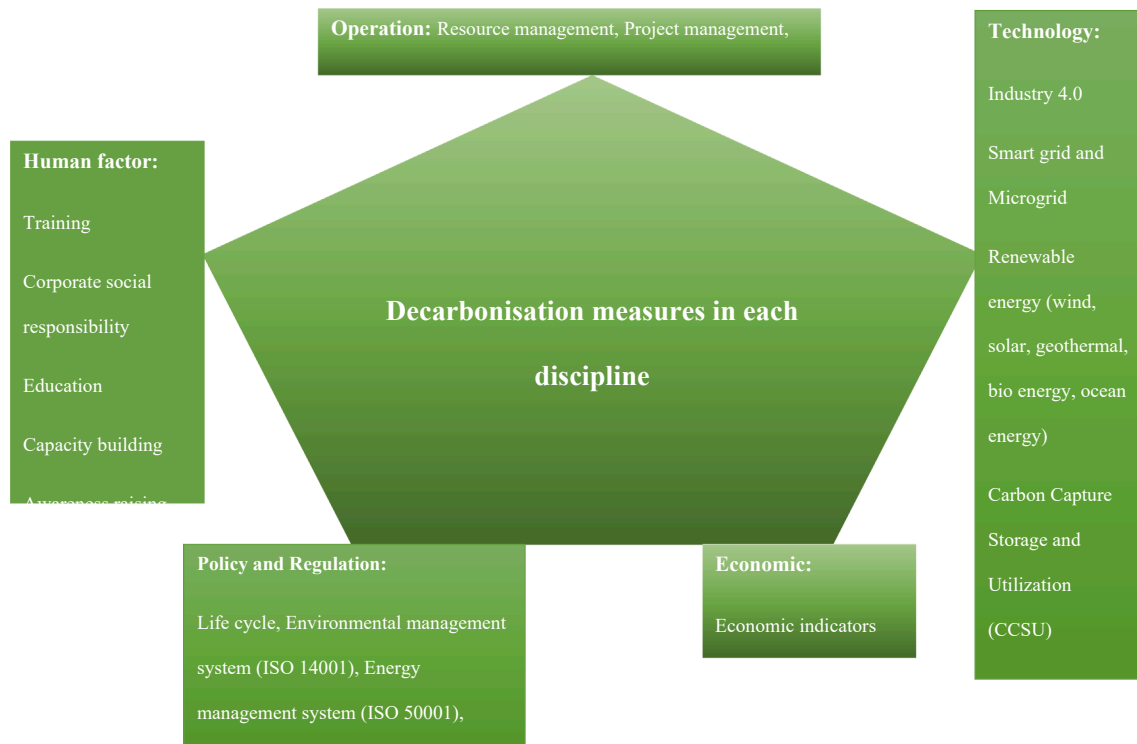 Operation: Resource management, Project management,
Technology:
Industry 4.0
Smart grid and
Microgrid
Renewable
energy (wind,
solar, geothermal,
bio energy, ocean
energy)
Carbon Capture
Storage and
Utilization
(CCSU)
Human factor:
Training
Corporate social
responsibility
Education
Capacity building
Awareness raising
Decarbonisation measures in each
discipline
Policy and Regulation:
Life cycle, Environmental management
system (ISO 14001), Energy
management system (ISO 50001),
Economic:
Economic indicators